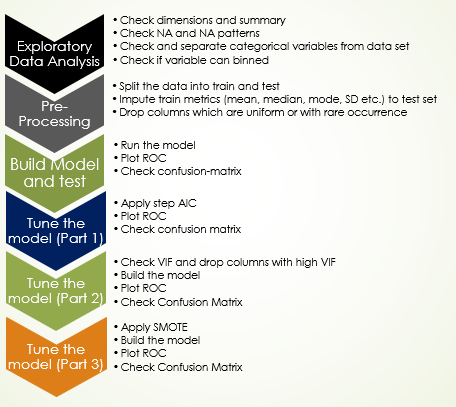 Exploratory
Data Analysis
• Check dimensions and summary
• Check NA and NA patterns
• Check and separate categorical variables from data set
• Check if variable can binned
Pre-
Processing
• Split the data into train and test
• Impute train metrics (mean, median, mode, SD etc.) to test set
• Drop columns which are uniform or with rare occurrence
Build Model
and test
• Run the model
• Plot ROC
• Check confusion-matrix
Tune the
model (Part 1)
• Apply step AIC
• Plot ROC
• Check confusion matrix
Tune the
model (Part 2)
• Check VIF and drop columns with high VIF
• Build the model
• Plot ROC
• Check Confusion Matrix
Tune the
model (Part 3)
• Apply SMOTE
• Build the model
• Plot ROC
• Check Confusion Matrix